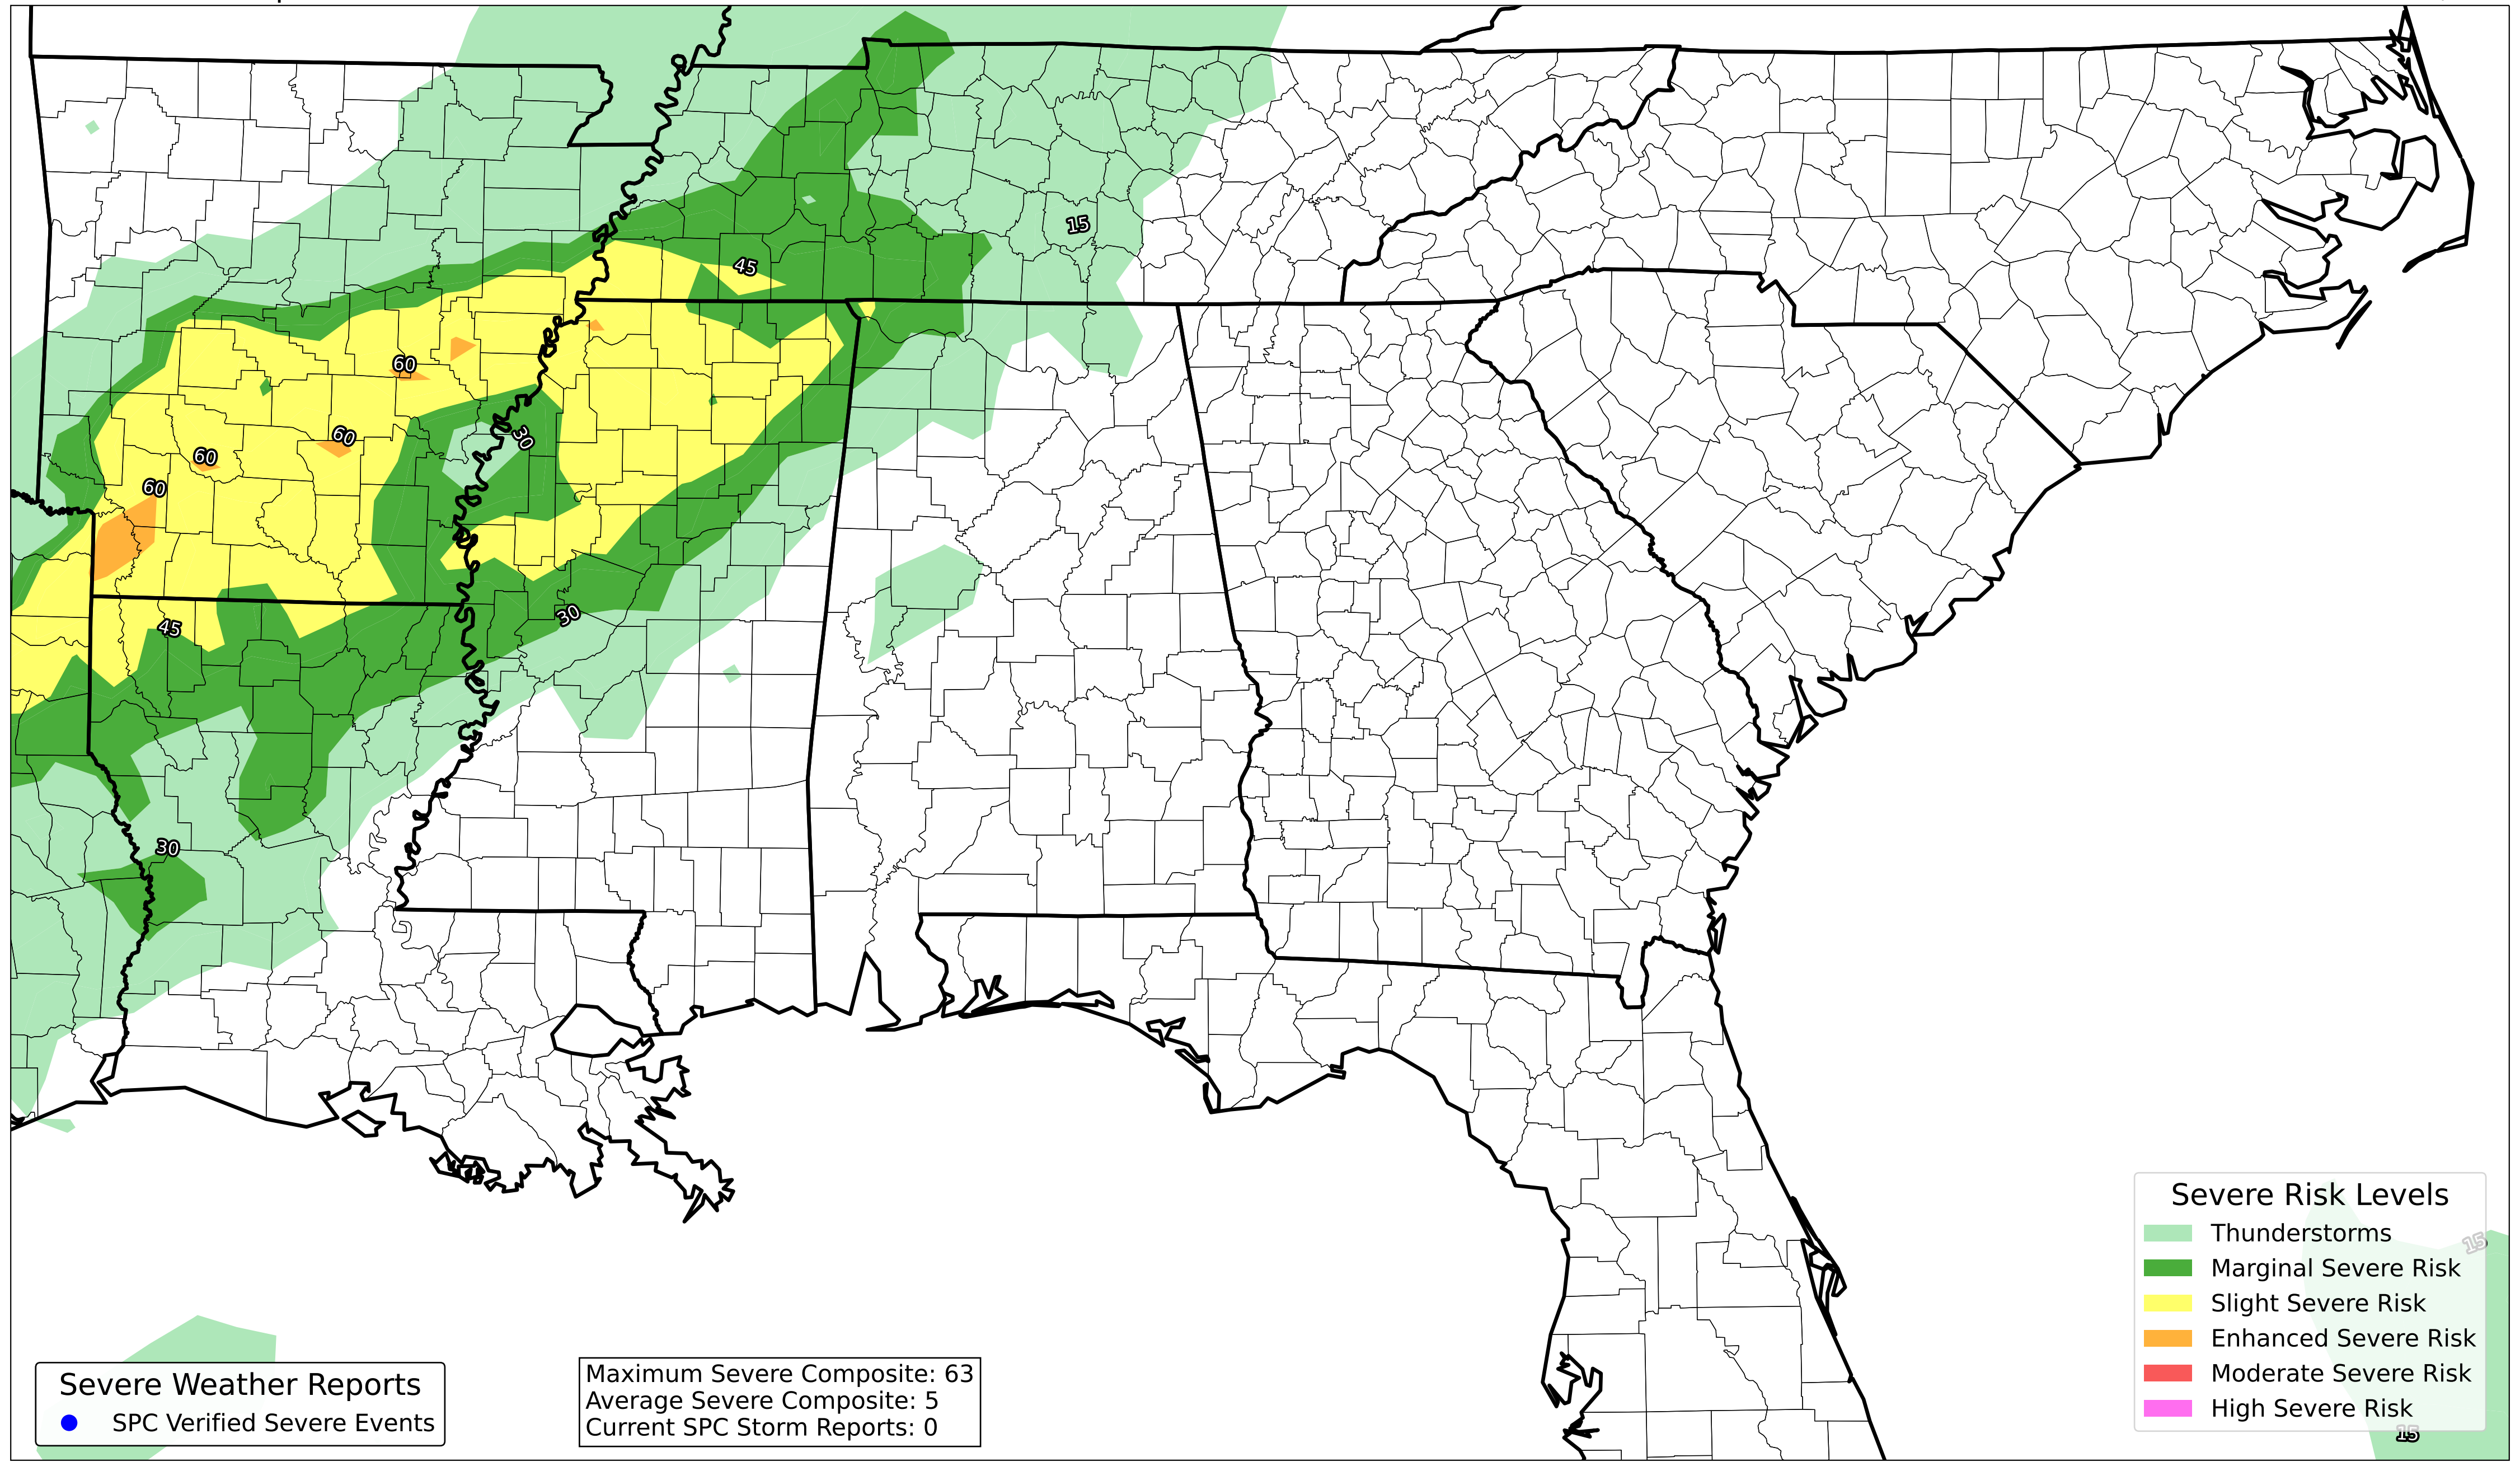 15
45
60
60
60
60
30
45
30
30
15
15
Severe Risk Levels
Thunderstorms
Marginal Severe Risk
Slight Severe Risk
Enhanced Severe Risk
Moderate Severe Risk
High Severe Risk
Severe Weather Reports
SPC Verified Severe Events
Maximum Severe Composite: 63
Average Severe Composite: 5
Current SPC Storm Reports: 0